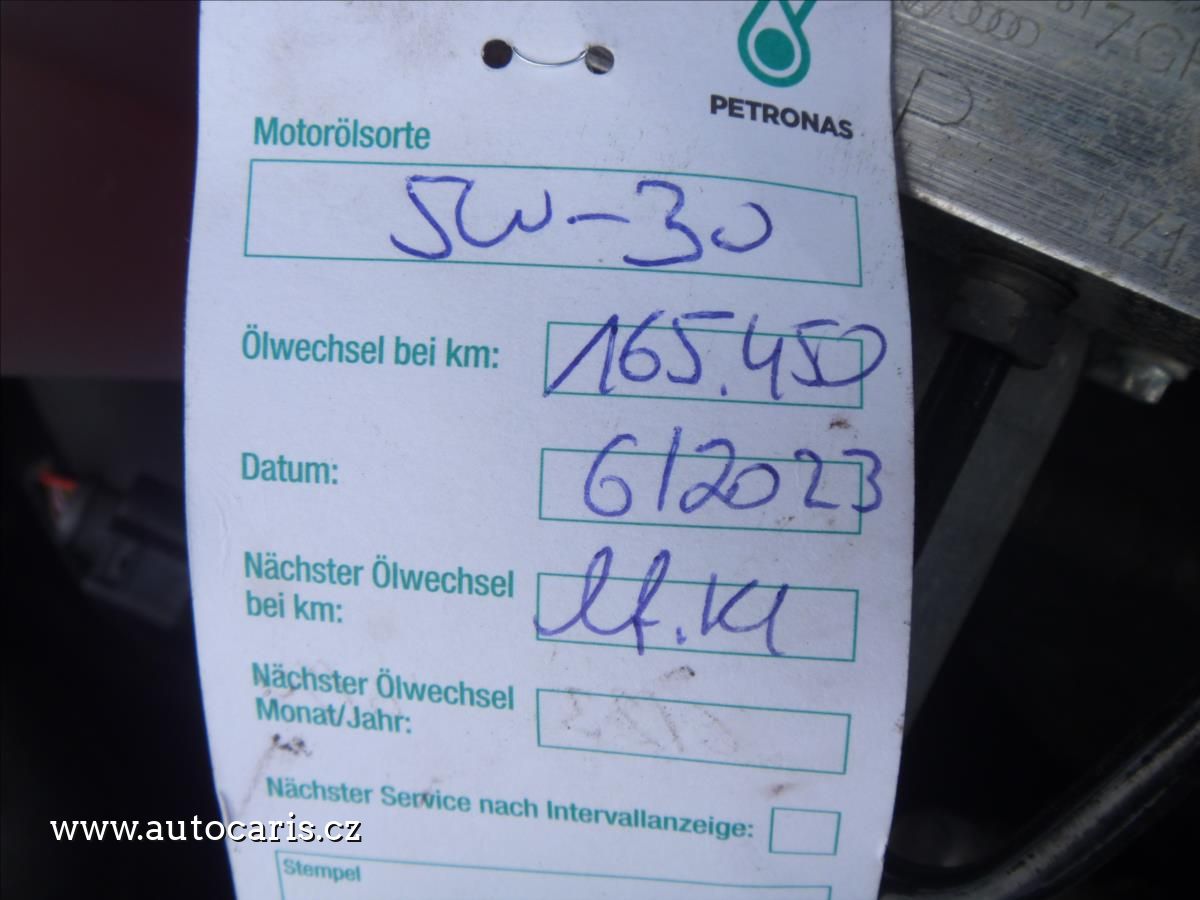 PETRONAS
Motorölsorte
5W-30
Ölwechsel bei km: 165.450
Datum: 6/2023
Nächster Ölwechsel
bei km:
Nächster Ölwechsel
Monat/Jahr:
Nächster Service nach Intervallanzeige:
www.autocaris.cz
Stempel